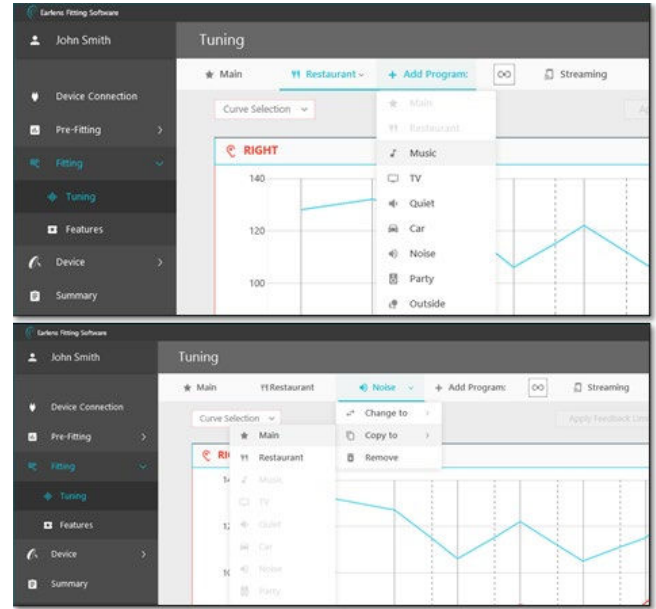 Earlens Fitting Software
John Smith
Tuning
Main Restaurant + Add Program: Streaming
Device Connection
Curve Selection
Main
Restaurant
Pre-Fitting
RIGHT
Music
Fitting
140
TV
Tuning
Quiet
120
Car
Features
Noise
Device
Party
100
Summary
Outside
Earlens Fitting Software
John Smith
Tuning
Main Restaurant Noise + Add Program: Streaming
Device Connection
Curve Selection
Change to
Apply Feedback
Pre-Fitting
Main
Copy to
Restaurant
Remove
Fitting
Music
TV
Tuning
Quiet
Features
Car
Device
Noise
Summary
Party